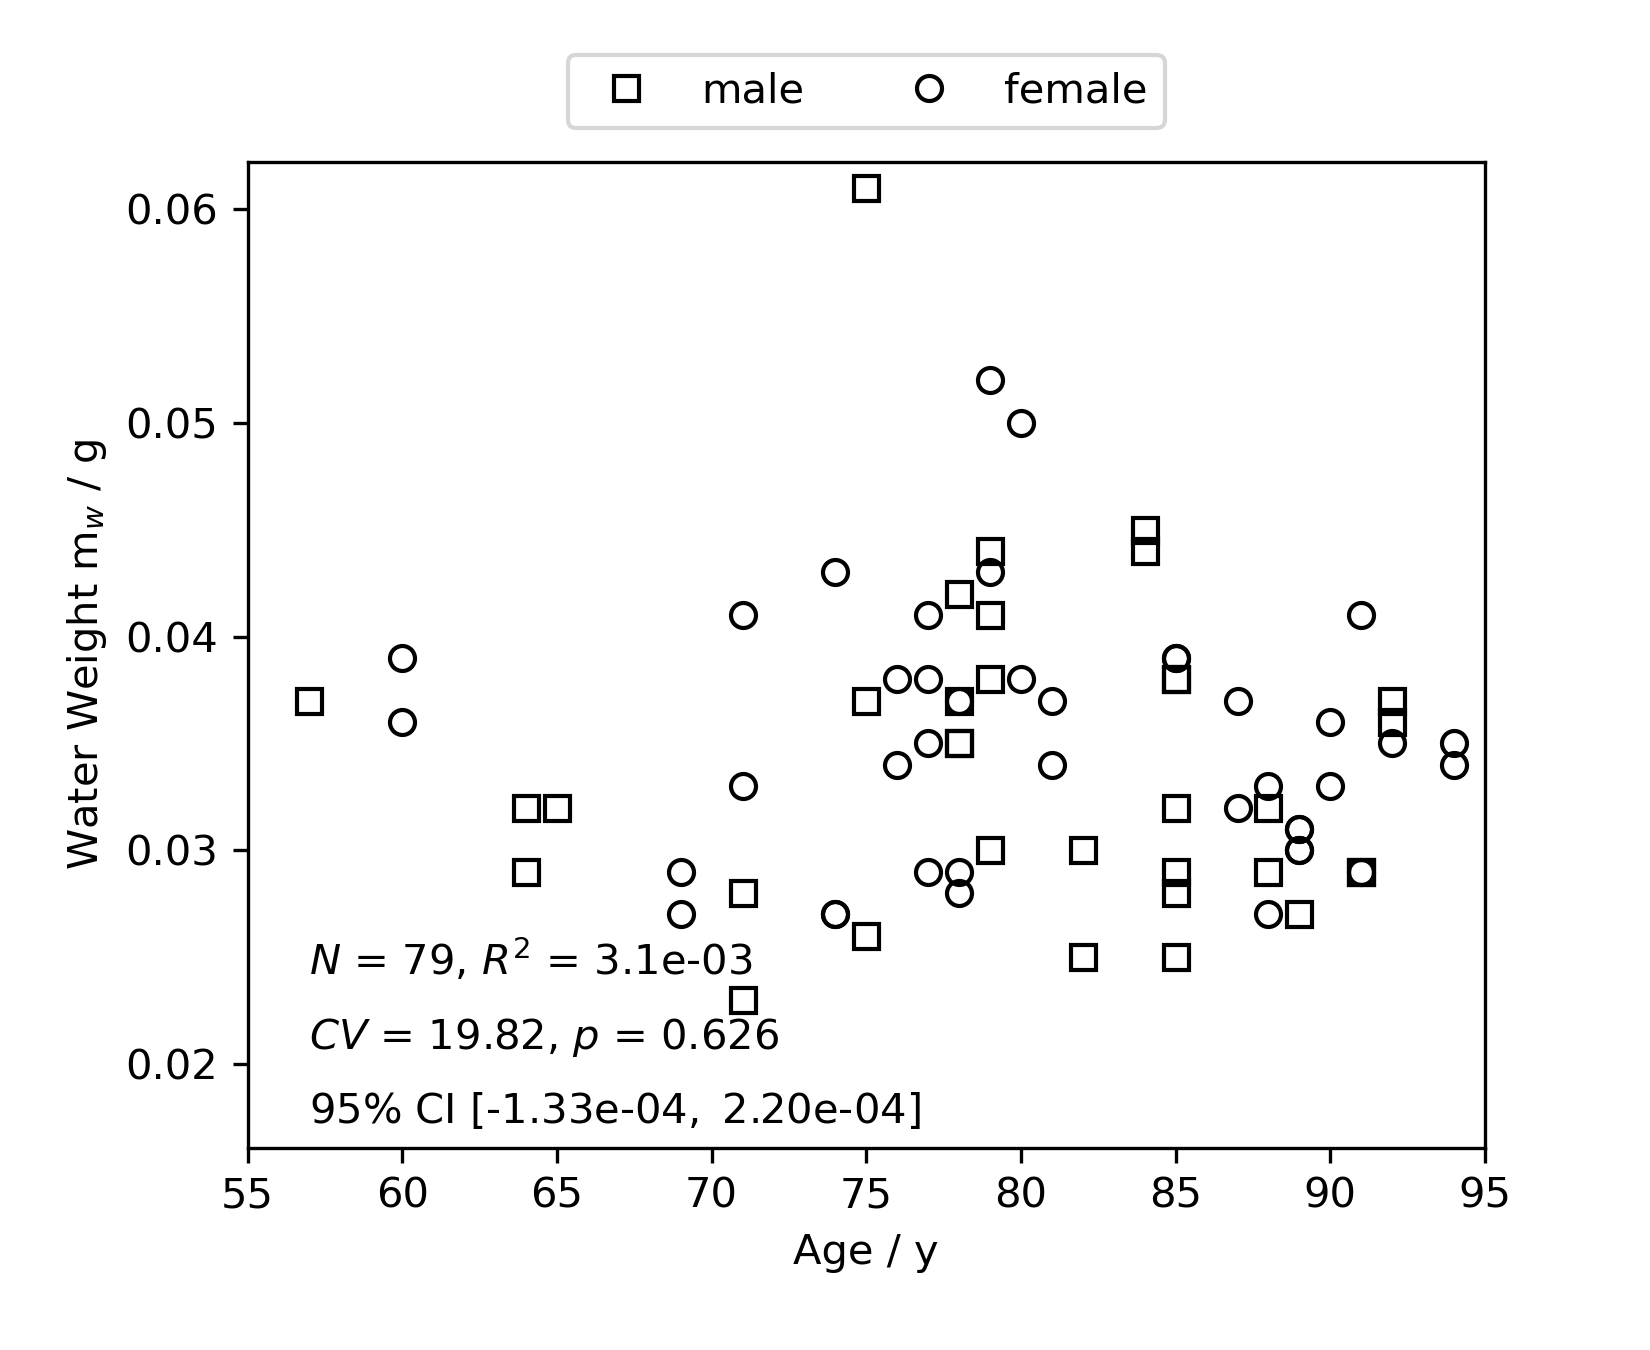 male female
0.06
0.05
0.04
0.03
0.02
Water Weight m_w / g
N = 79, R² = 3.1e-03
CV = 19.82, p = 0.626
95% CI [-1.33e-04, 2.20e-04]
55 60 65 70 75 80 85 90 95
Age / y